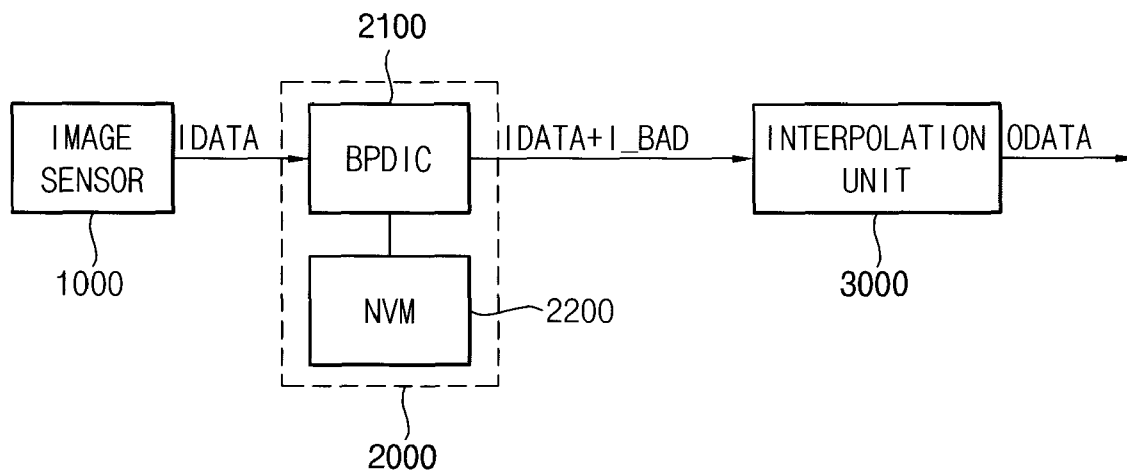 2100
IMAGE
SENSOR
IDATA
BPDIC
IDATA+I_BAD
INTERPOLATION
UNIT
ODATA
1000
NVM
2200
3000
2000